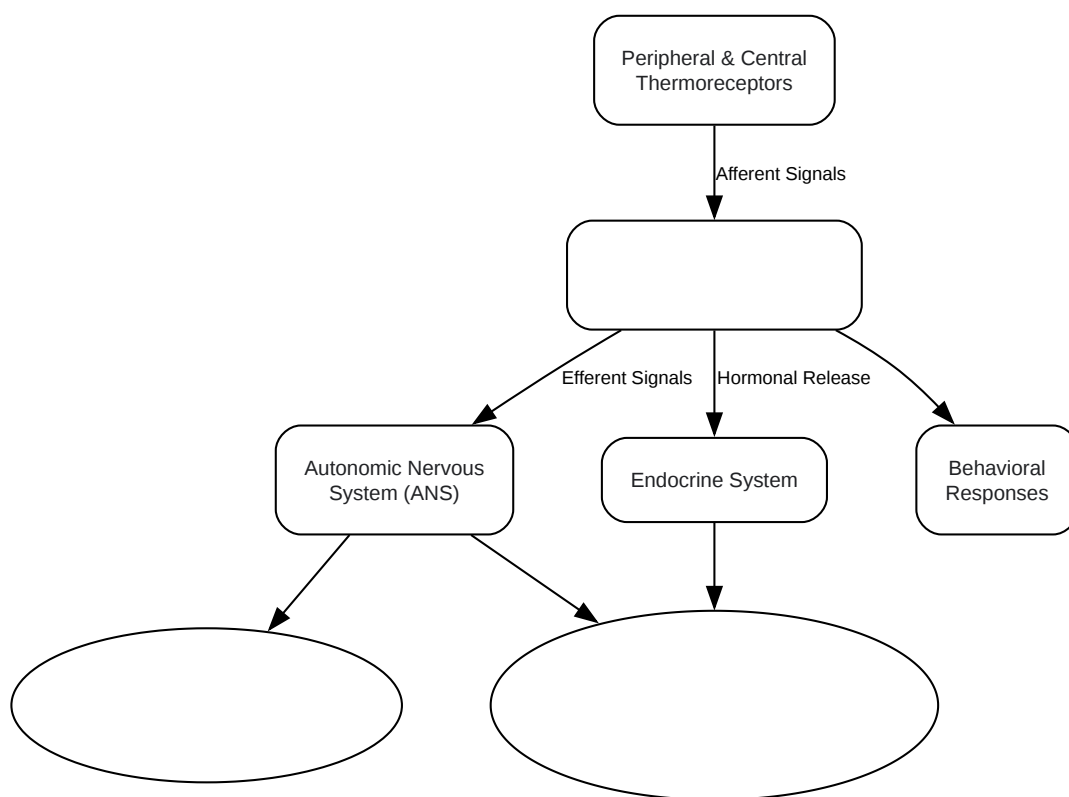 Peripheral & Central
Thermoreceptors
Afferent Signals
Efferent Signals
Hormonal Release
Autonomic Nervous
System (ANS)
Endocrine System
Behavioral
Responses